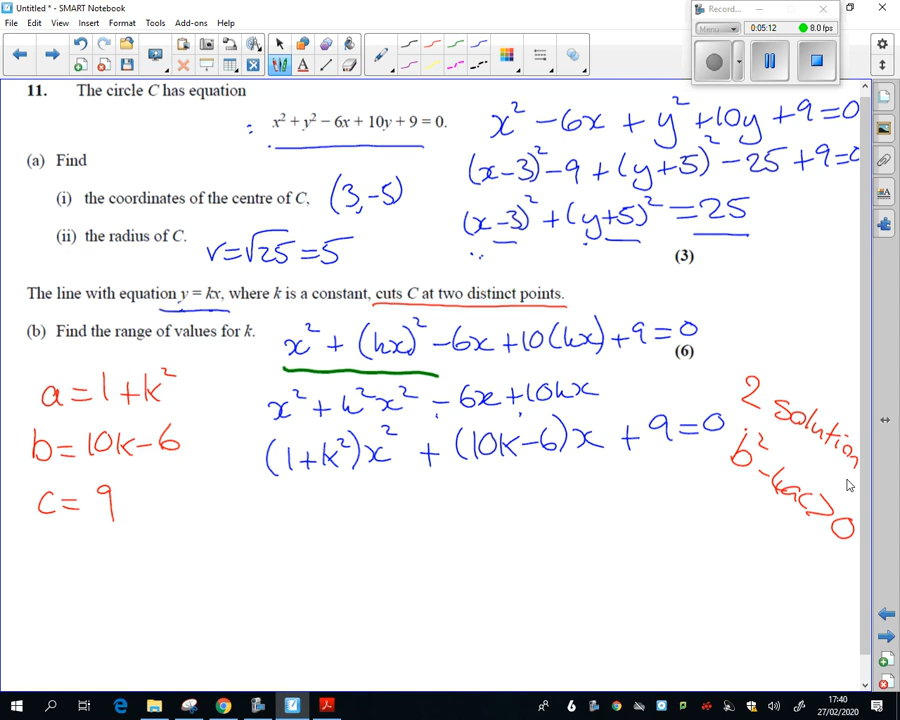 Untitled * - SMART Notebook
File Edit View Insert Format Tools Add-ons Help
Record...
Menu
0:05:12
8.0 fps
11. The circle C has equation
x² + y² – 6x + 10y + 9 = 0.
x² - 6x + y² + 10y + 9 = 0
(a) Find
(x-3)² - 9 + (y+5)² - 25 + 9 = 0
(i) the coordinates of the centre of C, (3, -5)
(x-3)² + (y+5)² = 25
(ii) the radius of C. r = √25 = 5
(3)
The line with equation y = kx, where k is a constant, cuts C at two distinct points.
(b) Find the range of values for k.
x² + (kx)² - 6x + 10(kx) + 9 = 0
(6)
x² + k²x² - 6x + 10kx
(1+k²)x² + (10k-6)x + 9 = 0
a = 1 + k²
b = 10k - 6
c = 9
2 solution
b² - 4ac > 0
17:40
27/02/2020